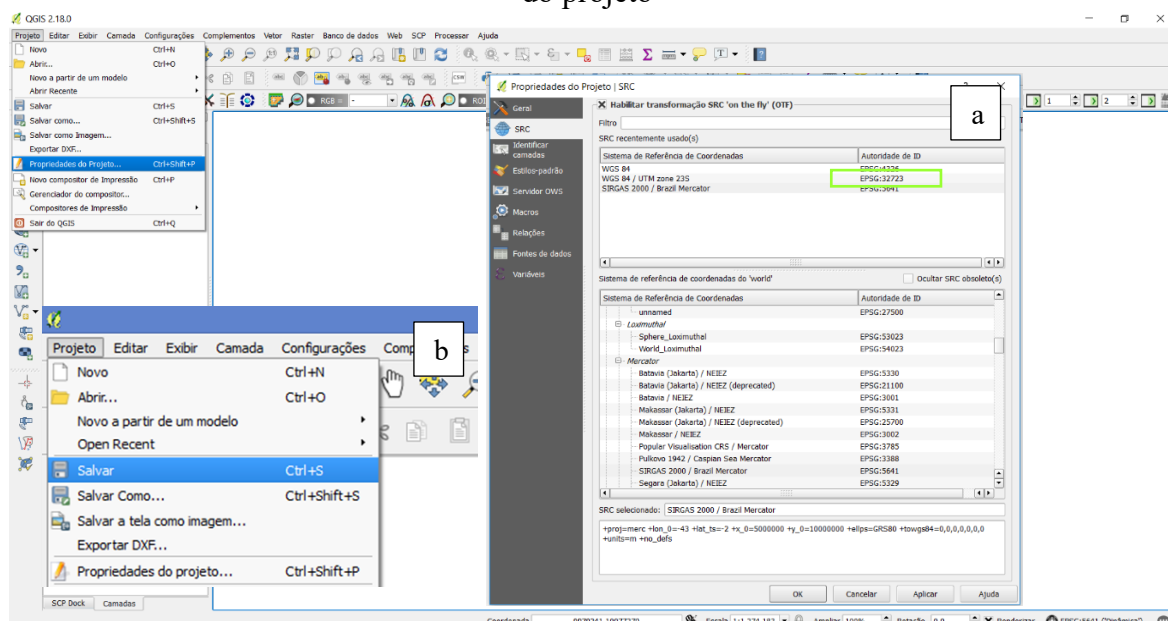 do projeto
QGIS 2.18.0
Projeto Editar Exibir Camada Configurações Complementos Vetor Raster Banco de dados Web SCP Processar Ajuda
Novo Ctrl+N
Abrir... Ctrl+O
Novo a partir de um modelo
Abrir Recente
Salvar Ctrl+S
Salvar como... Ctrl+Shift+S
Salvar como Imagem...
Exportar DXF...
Propriedades do Projeto... Ctrl+Shift+P
Novo compositor de Impressão Ctrl+P
Gerenciador do compositor...
Compositores de Impressão
Sair do QGIS Ctrl+Q
RGB =
1 2
b
Projeto Editar Exibir Camada Configurações
Novo Ctrl+N
Abrir... Ctrl+O
Novo a partir de um modelo
Open Recent
Salvar Ctrl+S
Salvar Como... Ctrl+Shift+S
Salvar a tela como imagem...
Exportar DXF...
Propriedades do projeto... Ctrl+Shift+P
SCP Dock Camadas
Propriedades do Projeto | SRC
a
Geral
SRC
Identificar camadas
Estilos-padrão
Servidor OWS
Macros
Relações
Fontes de dados
Variáveis
Habilitar transformação SRC 'on the fly' (OTF)
Filtro
SRC recentemente usado(s)
Sistema de Referência de Coordenadas Autoridade de ID
WGS 84 EPSG:4326
WGS 84 / UTM zone 23S EPSG:32723
SIRGAS 2000 / Brazil Mercator EPSG:5641
Sistema de referência de coordenadas do 'world' Ocultar SRC obsoleto(s)
Sistema de Referência de Coordenadas Autoridade de ID
unnamed EPSG:27500
Loximuthal
Sphere_Loximuthal EPSG:53023
World_Loximuthal EPSG:54023
Mercator
Batavia (Jakarta) / NEIEZ EPSG:5330
Batavia (Jakarta) / NEIEZ (deprecated) EPSG:21100
Batavia / NEIEZ EPSG:3001
Makassar (Jakarta) / NEIEZ EPSG:5331
Makassar (Jakarta) / NEIEZ (deprecated) EPSG:25700
Makassar / NEIEZ EPSG:3002
Popular Visualisation CRS / Mercator EPSG:3785
Pulkovo 1942 / Caspian Sea Mercator EPSG:3388
SIRGAS 2000 / Brazil Mercator EPSG:5641
Segara (Jakarta) / NEIEZ EPSG:5329
SRC selecionado: SIRGAS 2000 / Brazil Mercator
+proj=merc +lon_0=-43 +lat_ts=-2 +x_0=5000000 +y_0=10000000 +ellps=GRS80 +towgs84=0,0,0,0,0,0,0
+units=m +no_defs
OK Cancelar Aplicar Ajuda